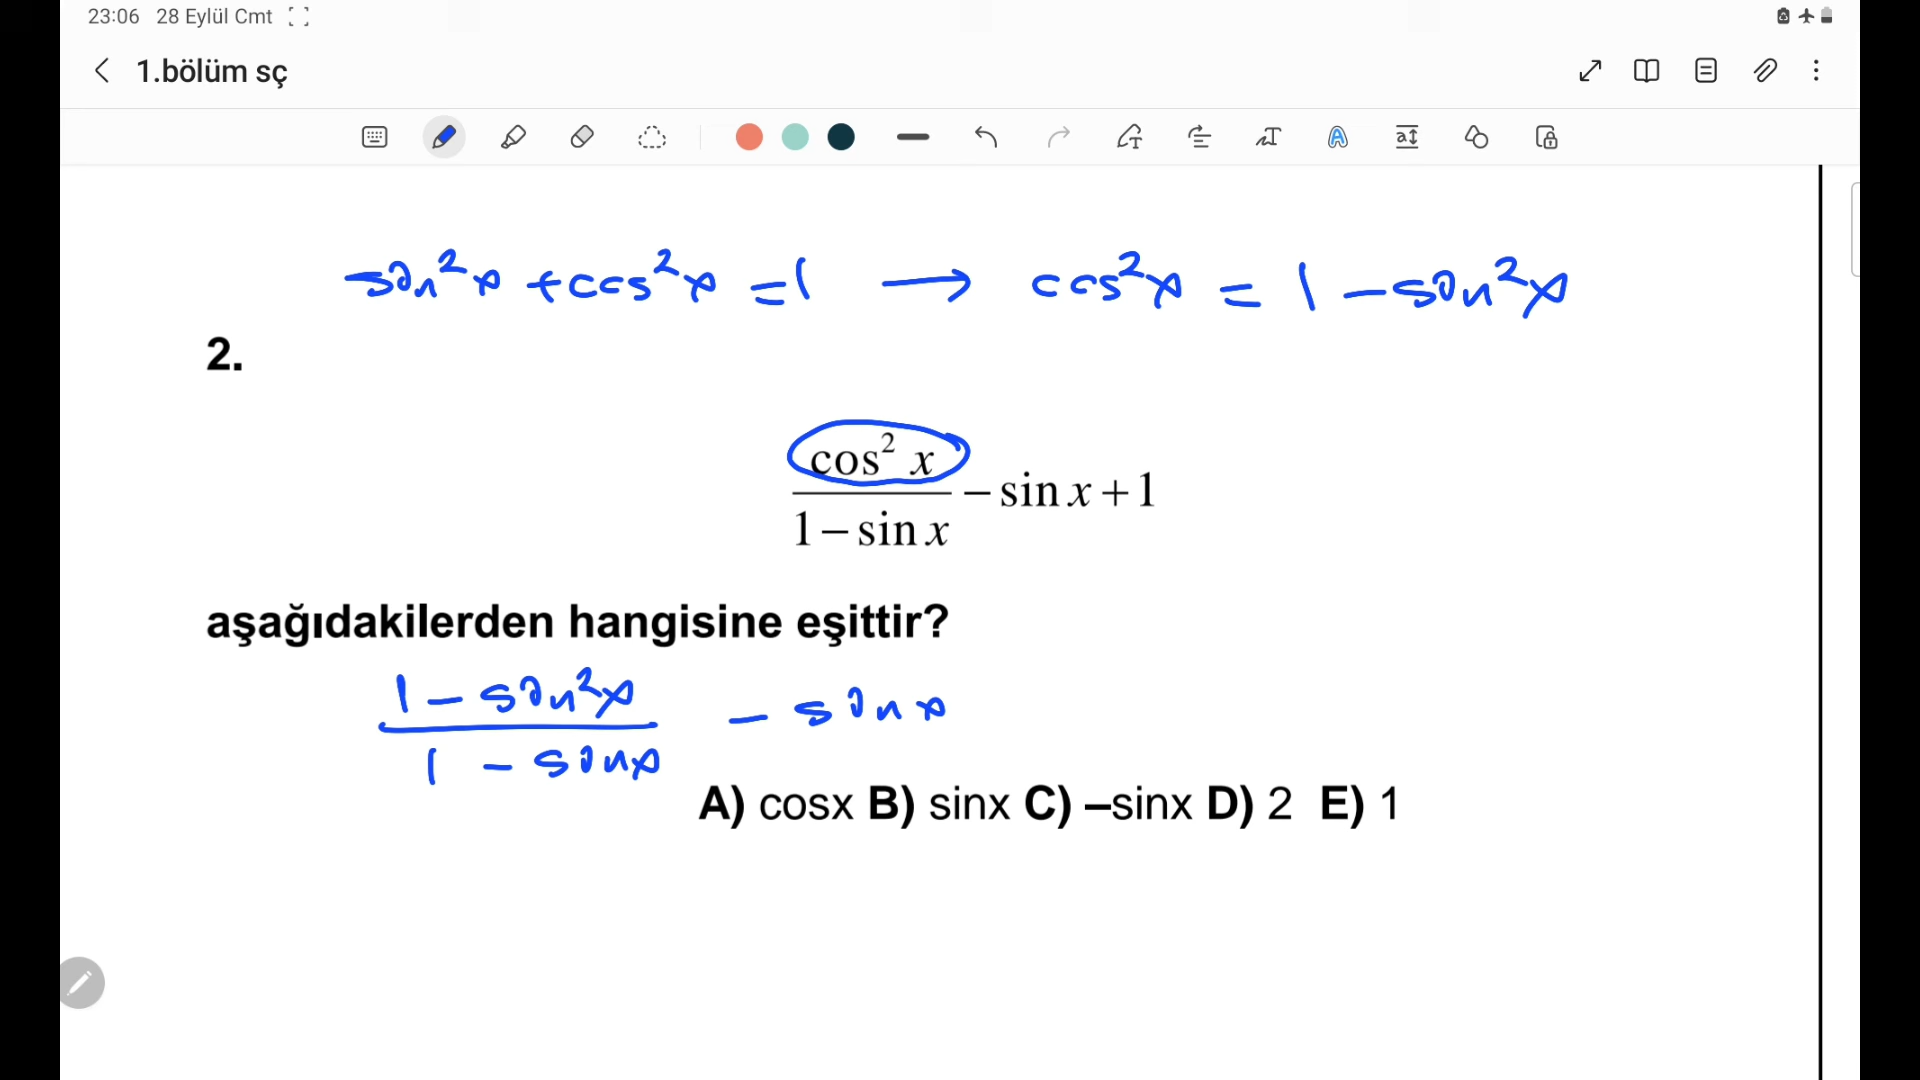 23:06 28 Eylül Cmt
1.bölüm sç
sin²x + cos²x = 1 → cos²x = 1 - sin²x
2.
cos² x
1 – sin x
– sin x + 1
aşağıdakilerden hangisine eşittir?
1 - sin²x
1 - sinx
- sinx
A) cosx B) sinx C) –sinx D) 2 E) 1